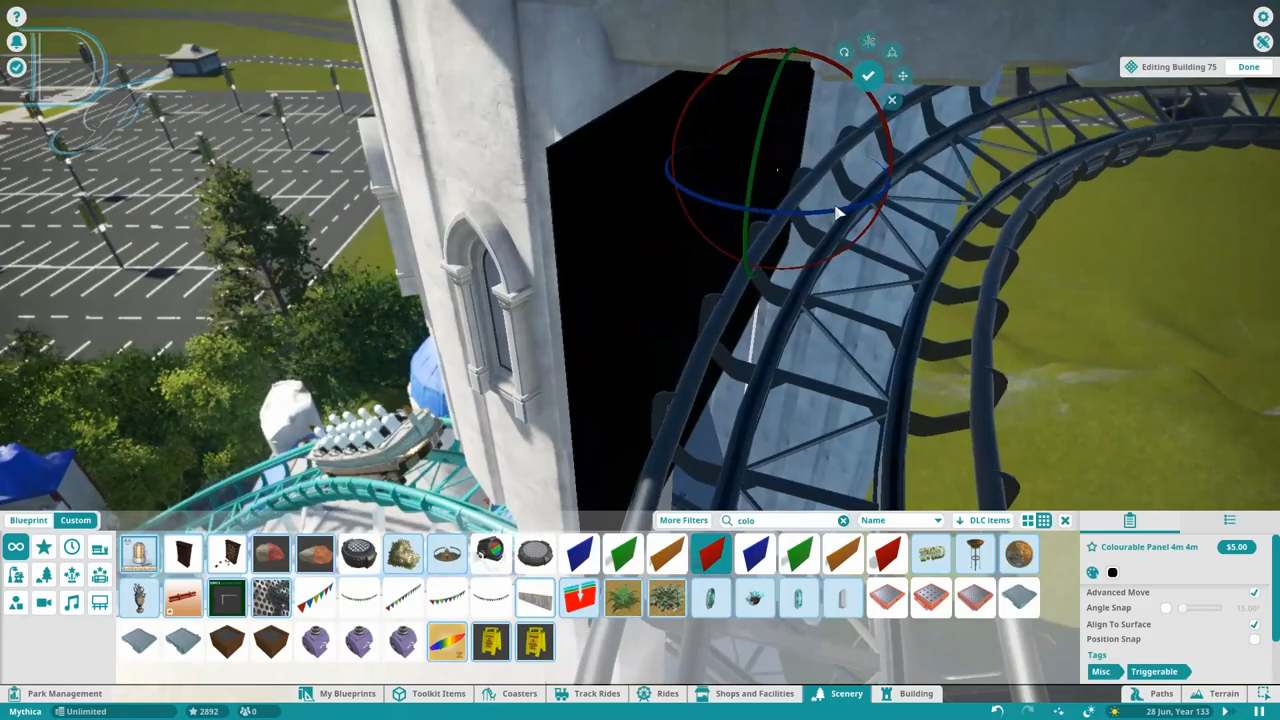 Editing Building 75
Done
Blueprint
Custom
More Filters
colo
Name
DLC items
Colourable Panel 4m 4m
$5.00
Advanced Move
Angle Snap
15.00°
Align To Surface
Position Snap
Tags
Misc
Triggerable
Park Management
My Blueprints
Toolkit Items
Coasters
Track Rides
Rides
Shops and Facilities
Scenery
Building
Paths
Terrain
Mythica
Unlimited
2892
0
28 Jun, Year 133